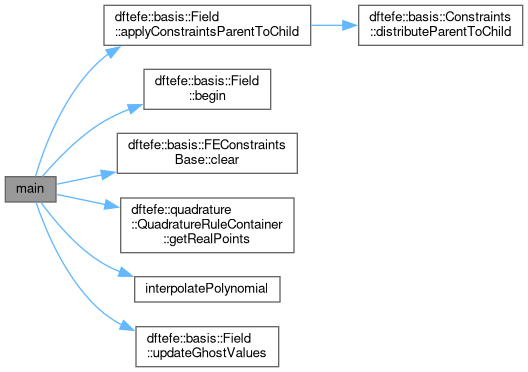 main
dftefe::basis::Field
::applyConstraintsParentToChild
dftefe::basis::Constraints
::distributeParentToChild
dftefe::basis::Field
::begin
dftefe::basis::FEConstraints
Base::clear
dftefe::quadrature
::QuadratureRuleContainer
::getRealPoints
interpolatePolynomial
dftefe::basis::Field
::updateGhostValues